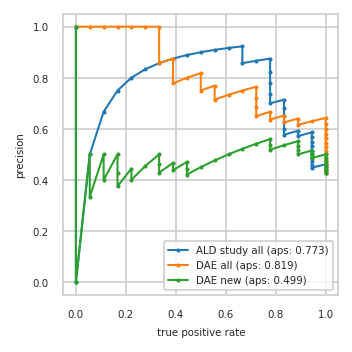 precision
1.0
0.8
0.6
0.4
0.2
0.0
ALD study all (aps: 0.773)
DAE all (aps: 0.819)
DAE new (aps: 0.499)
0.0 0.2 0.4 0.6 0.8 1.0
true positive rate